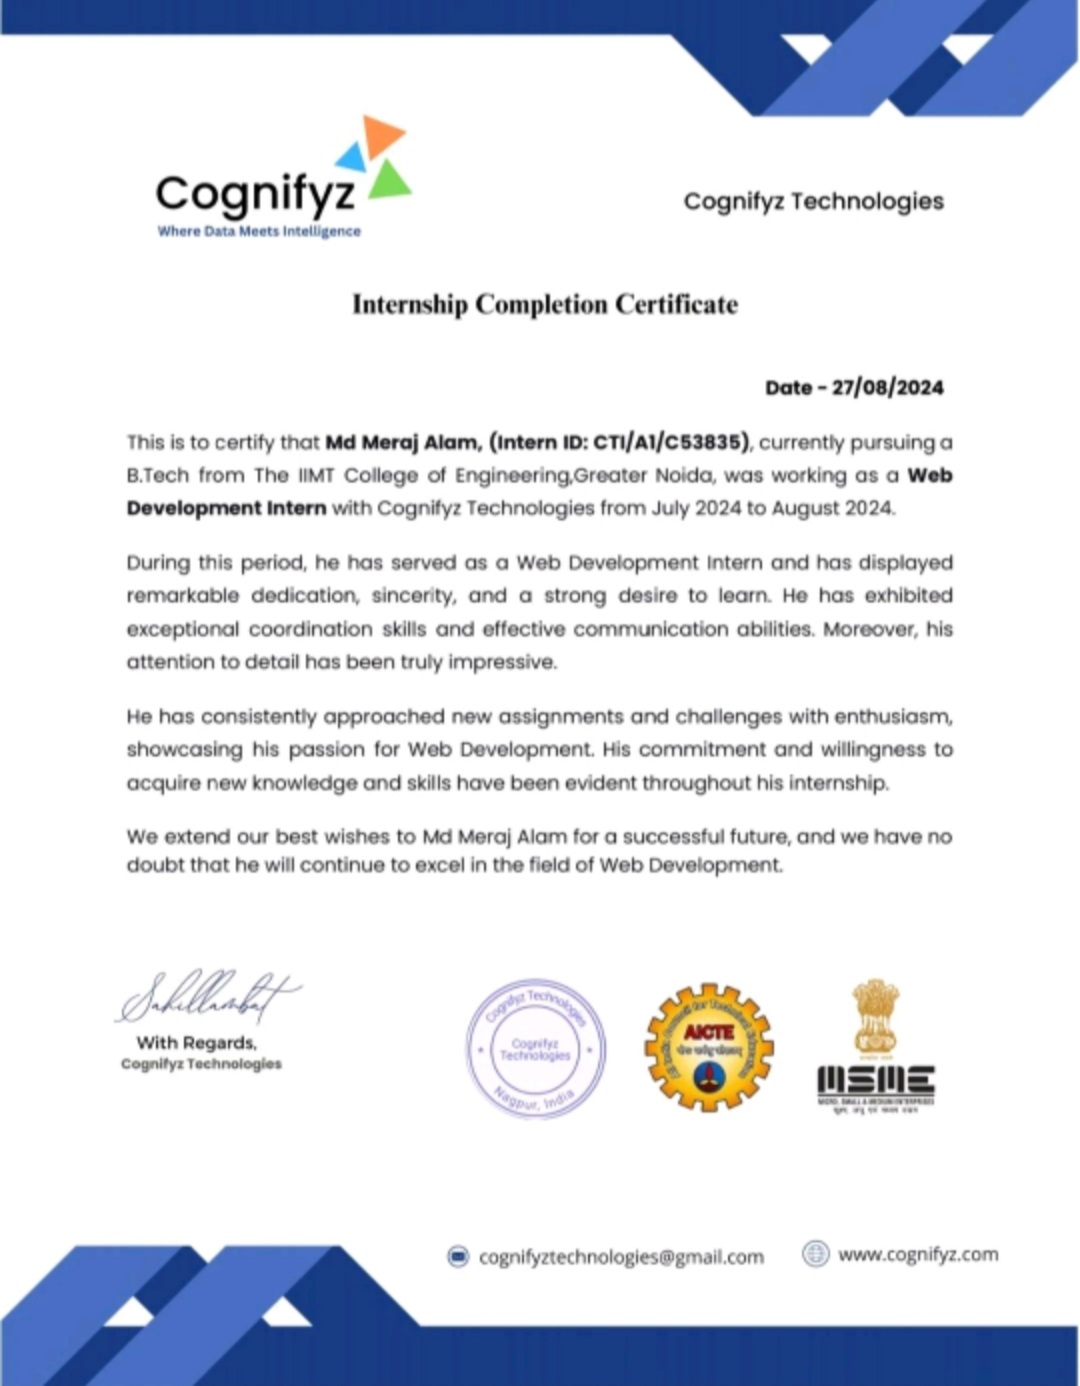 Cognifyz
Where Data Meets Intelligence
Cognifyz Technologies
Internship Completion Certificate
Date - 27/08/2024
This is to certify that Md Meraj Alam, (Intern ID: CTI/A1/C53835), currently pursuing a
B.Tech from The IIMT College of Engineering,Greater Noida, was working as a Web
Development Intern with Cognifyz Technologies from July 2024 to August 2024.
During this period, he has served as a Web Development Intern and has displayed
remarkable dedication, sincerity, and a strong desire to learn. He has exhibited
exceptional coordination skills and effective communication abilities. Moreover, his
attention to detail has been truly impressive.
He has consistently approached new assignments and challenges with enthusiasm,
showcasing his passion for Web Development. His commitment and willingness to
acquire new knowledge and skills have been evident throughout his internship.
We extend our best wishes to Md Meraj Alam for a successful future, and we have no
doubt that he will continue to excel in the field of Web Development.
With Regards,
Cognifyz Technologies
Cognifyz Technologies
Cognifyz
Technologies
Nagpur, India
All India Council for Technical Education
AICTE
MSME
MICRO, SMALL & MEDIUM ENTERPRISES
cognifyztechnologies@gmail.com
www.cognifyz.com